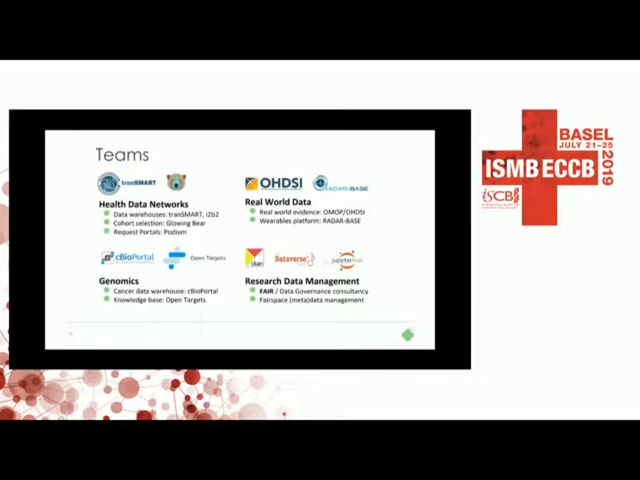 Teams
tranSMART
OHDSI
RADAR-BASE
Health Data Networks
Data warehouses: tranSMART, i2b2
Cohort selection: Glowing Bear
Request Portals: Podium
Real World Data
Real world evidence: OMOP/OHDSI
Wearables platform: RADAR-BASE
cBioPortal
Open Targets
ckan
Dataverse
jupyterhub
Genomics
Cancer data warehouse: cBioPortal
Knowledge base: Open Targets
Research Data Management
FAIR / Data Governance consultancy
Fairspace (meta)data management
BASEL
JULY 21-25
2019
ISMB ECCB
ISCB